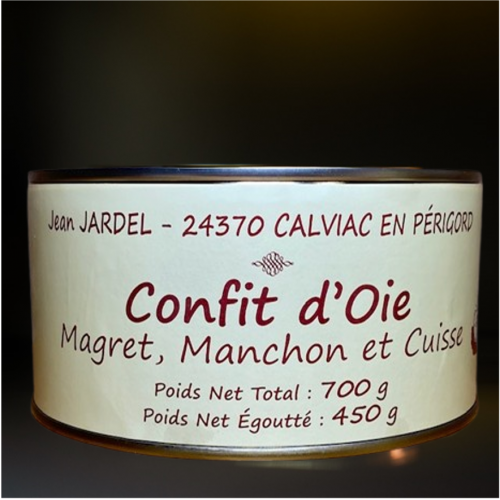 Jean JARDEL - 24370 CALVIAC EN PÉRIGORD
Confit d'Oie
Magret, Manchon et Cuisse
Poids Net Total : 700 g
Poids Net Égoutté : 450 g